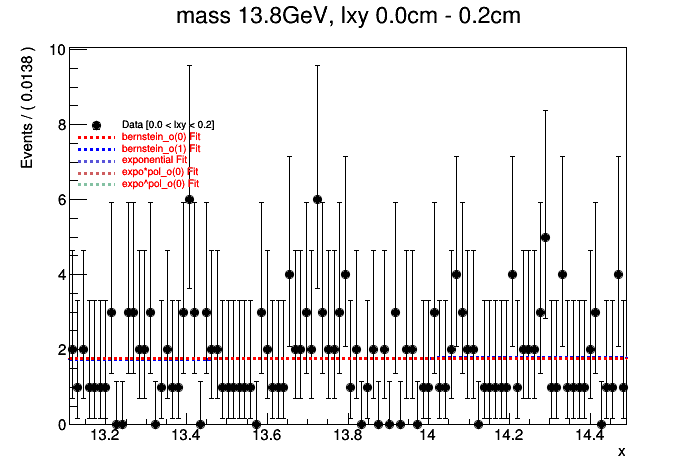 mass 13.8GeV, lxy 0.0cm - 0.2cm
Events / ( 0.0138 )
10
8
6
4
2
0
Data [0.0 < lxy < 0.2]
bernstein_o(0) Fit
bernstein_o(1) Fit
exponential Fit
expo*pol_o(0) Fit
expo^pol_o(0) Fit
13.2 13.4 13.6 13.8 14 14.2 14.4
x